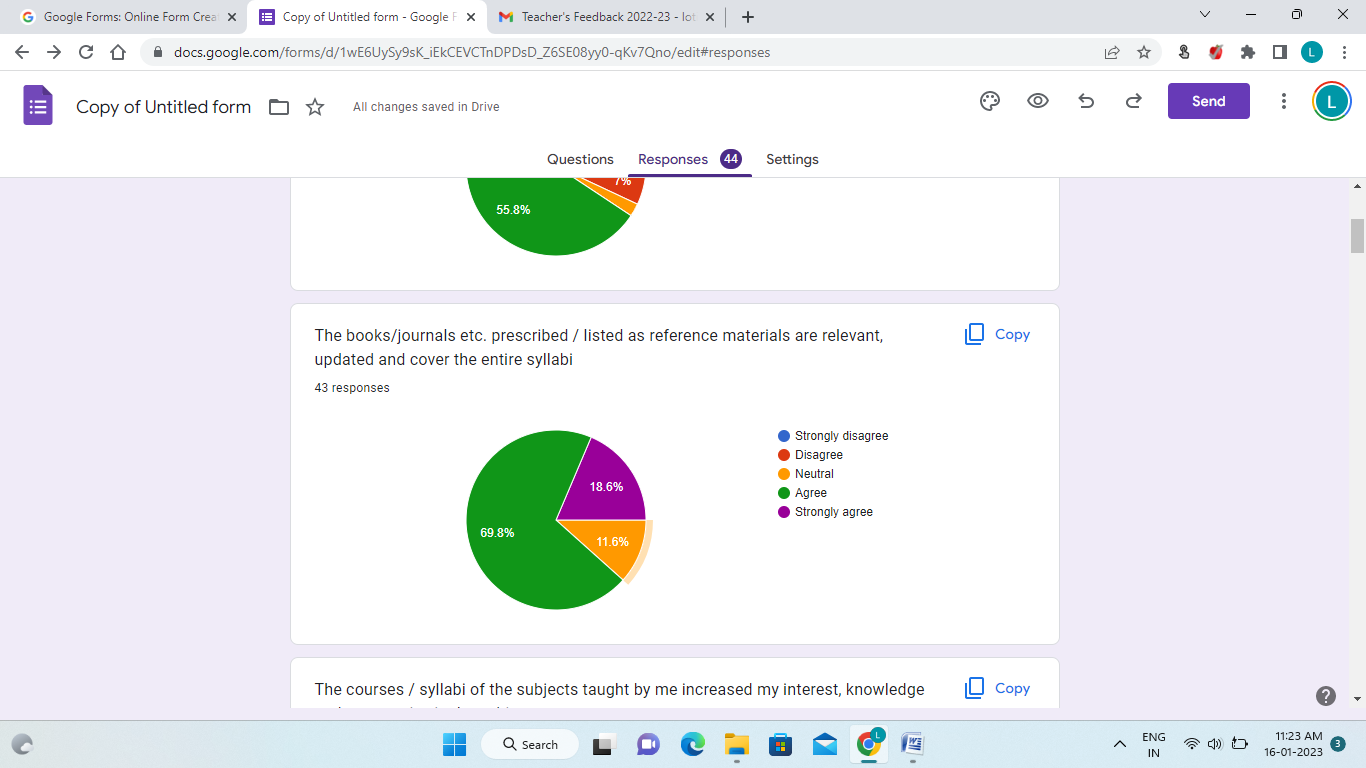 Google Forms: Online Form Crea
Copy of Untitled form - Google F
Teacher's Feedback 2022-23 - iot
docs.google.com/forms/d/1wE6UySy9sK_iEkCEVCTnDPDsD_Z6SE08yy0-qKv7Qno/edit#responses
L
Copy of Untitled form
All changes saved in Drive
Send
L
Questions
Responses 44
Settings
7%
55.8%
The books/journals etc. prescribed / listed as reference materials are relevant,
updated and cover the entire syllabi
Copy
43 responses
Strongly disagree
Disagree
Neutral
Agree
Strongly agree
18.6%
69.8%
11.6%
The courses / syllabi of the subjects taught by me increased my interest, knowledge
Copy
Search
L
ENG
IN
11:23 AM
16-01-2023
3